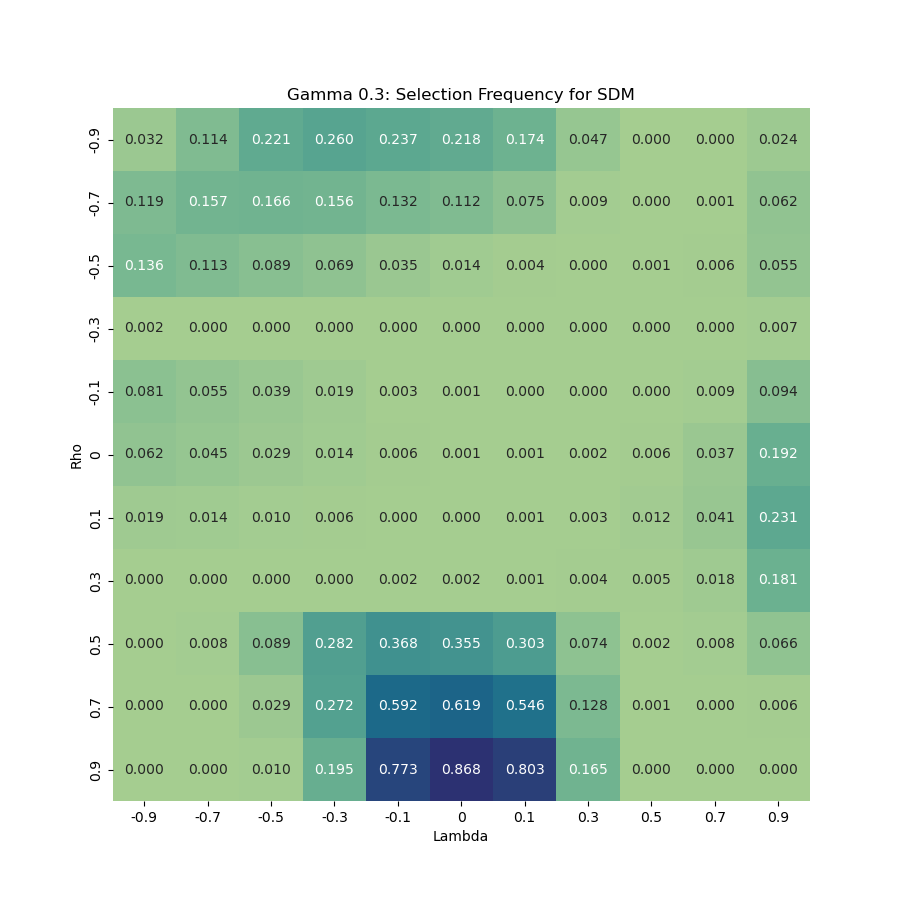 Gamma 0.3: Selection Frequency for SDM
-0.9 0.032 0.114 0.221 0.260 0.237 0.218 0.174 0.047 0.000 0.000 0.024
-0.7 0.119 0.157 0.166 0.156 0.132 0.112 0.075 0.009 0.000 0.001 0.062
-0.5 0.136 0.113 0.089 0.069 0.035 0.014 0.004 0.000 0.001 0.006 0.055
-0.3 0.002 0.000 0.000 0.000 0.000 0.000 0.000 0.000 0.000 0.000 0.007
-0.1 0.081 0.055 0.039 0.019 0.003 0.001 0.000 0.000 0.000 0.009 0.094
Rho
0 0.062 0.045 0.029 0.014 0.006 0.001 0.001 0.002 0.006 0.037 0.192
0.1 0.019 0.014 0.010 0.006 0.000 0.000 0.001 0.003 0.012 0.041 0.231
0.3 0.000 0.000 0.000 0.000 0.002 0.002 0.001 0.004 0.005 0.018 0.181
0.5 0.000 0.008 0.089 0.282 0.368 0.355 0.303 0.074 0.002 0.008 0.066
0.7 0.000 0.000 0.029 0.272 0.592 0.619 0.546 0.128 0.001 0.000 0.006
0.9 0.000 0.000 0.010 0.195 0.773 0.868 0.803 0.165 0.000 0.000 0.000
-0.9 -0.7 -0.5 -0.3 -0.1 0 0.1 0.3 0.5 0.7 0.9
Lambda